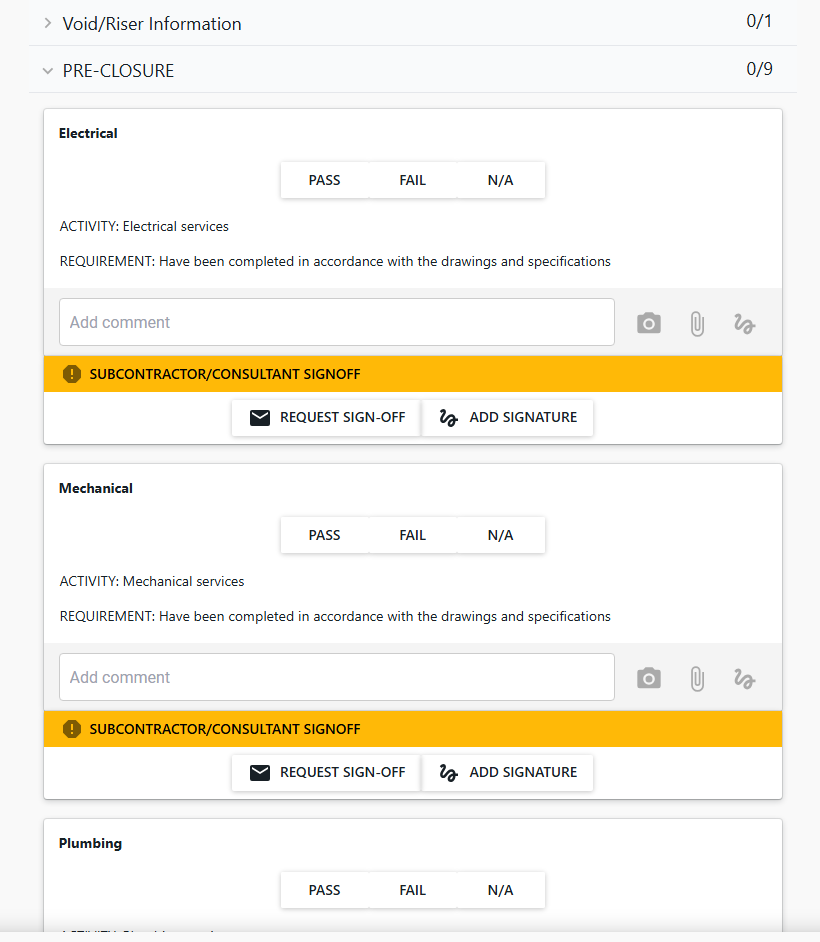 Void/Riser Information 0/1
PRE-CLOSURE 0/9
Electrical
PASS FAIL N/A
ACTIVITY: Electrical services
REQUIREMENT: Have been completed in accordance with the drawings and specifications
Add comment
SUBCONTRACTOR/CONSULTANT SIGNOFF
REQUEST SIGN-OFF ADD SIGNATURE
Mechanical
PASS FAIL N/A
ACTIVITY: Mechanical services
REQUIREMENT: Have been completed in accordance with the drawings and specifications
Add comment
SUBCONTRACTOR/CONSULTANT SIGNOFF
REQUEST SIGN-OFF ADD SIGNATURE
Plumbing
PASS FAIL N/A